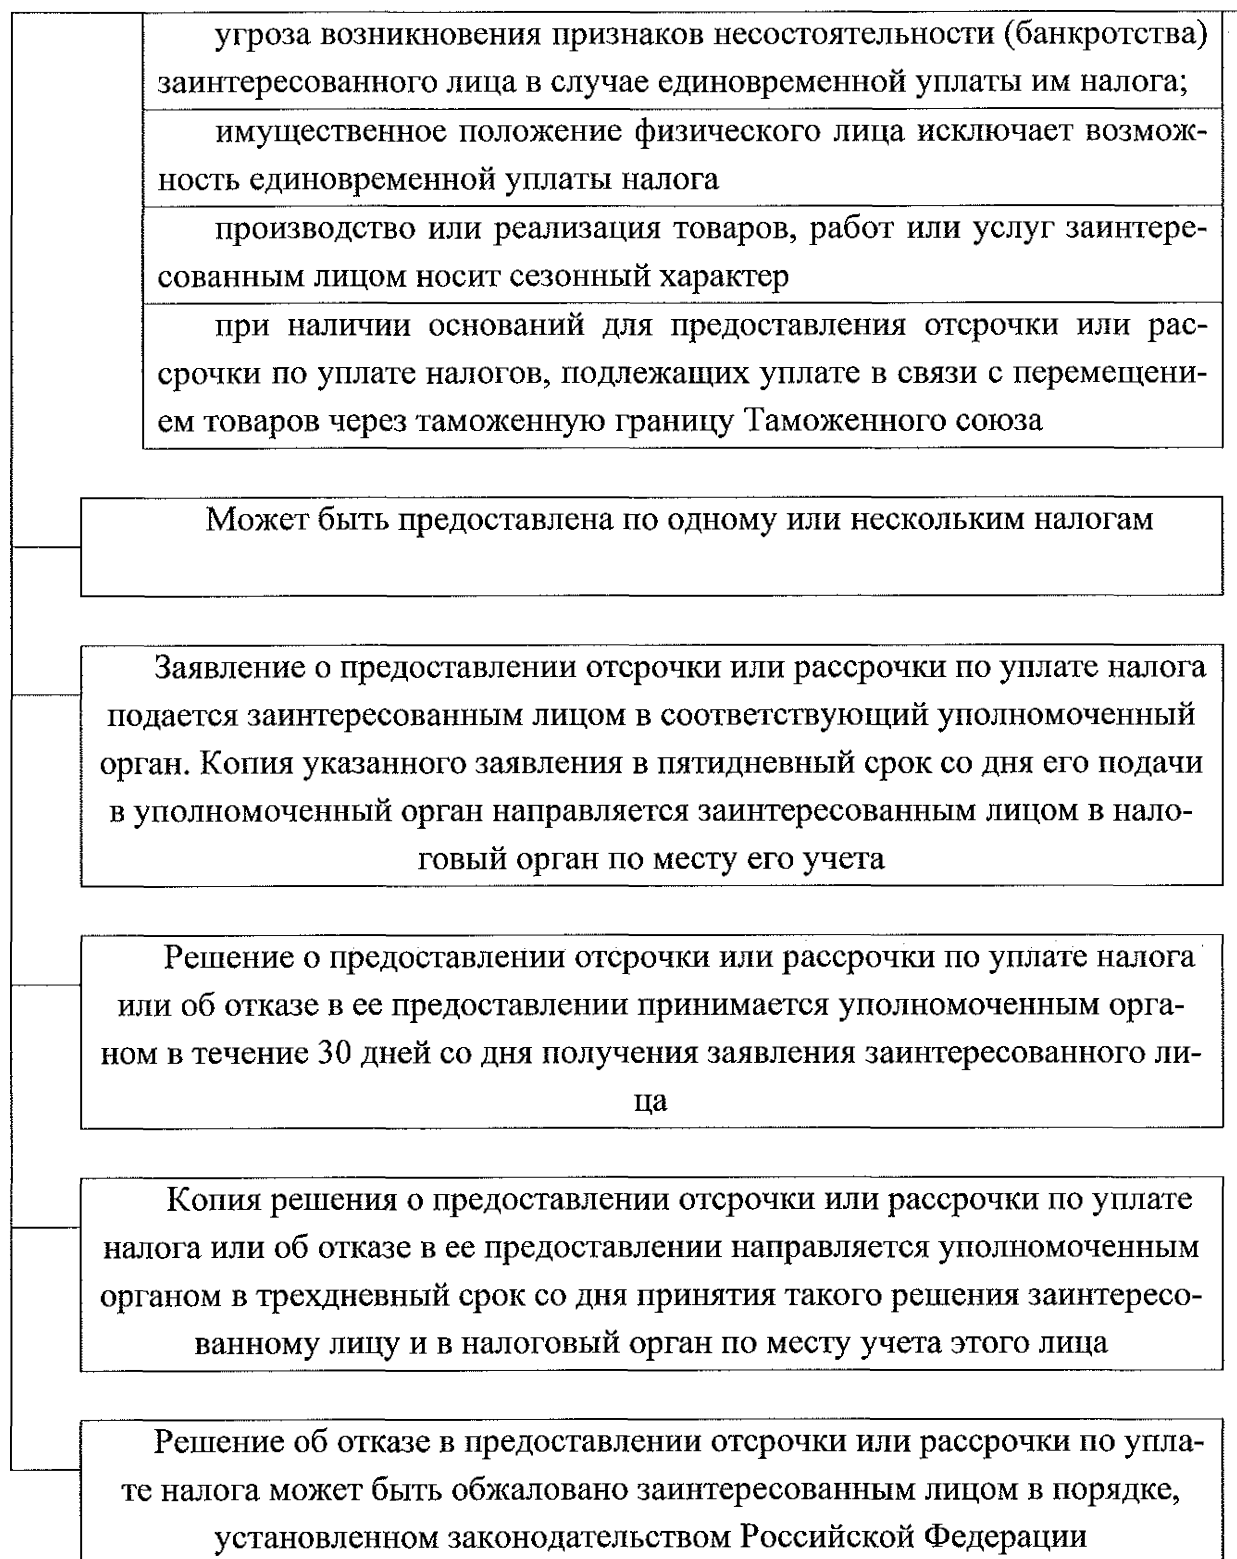 угроза возникновения признаков несостоятельности (банкротства)
заинтересованного лица в случае единовременной уплаты им налога;
имущественное положение физического лица исключает возмож-
ность единовременной уплаты налога
производство или реализация товаров, работ или услуг заинтере-
сованным лицом носит сезонный характер
при наличии оснований для предоставления отсрочки или рас-
срочки по уплате налогов, подлежащих уплате в связи с перемещени-
ем товаров через таможенную границу Таможенного союза
Может быть предоставлена по одному или нескольким налогам
Заявление о предоставлении отсрочки или рассрочки по уплате налога
подается заинтересованным лицом в соответствующий уполномоченный
орган. Копия указанного заявления в пятидневный срок со дня его подачи
в уполномоченный орган направляется заинтересованным лицом в нало-
говый орган по месту его учета
Решение о предоставлении отсрочки или рассрочки по уплате налога
или об отказе в ее предоставлении принимается уполномоченным орга-
ном в течение 30 дней со дня получения заявления заинтересованного ли-
ца
Копия решения о предоставлении отсрочки или рассрочки по уплате
налога или об отказе в ее предоставлении направляется уполномоченным
органом в трехдневный срок со дня принятия такого решения заинтересо-
ванному лицу и в налоговый орган по месту учета этого лица
Решение об отказе в предоставлении отсрочки или рассрочки по упла-
те налога может быть обжаловано заинтересованным лицом в порядке,
установленном законодательством Российской Федерации